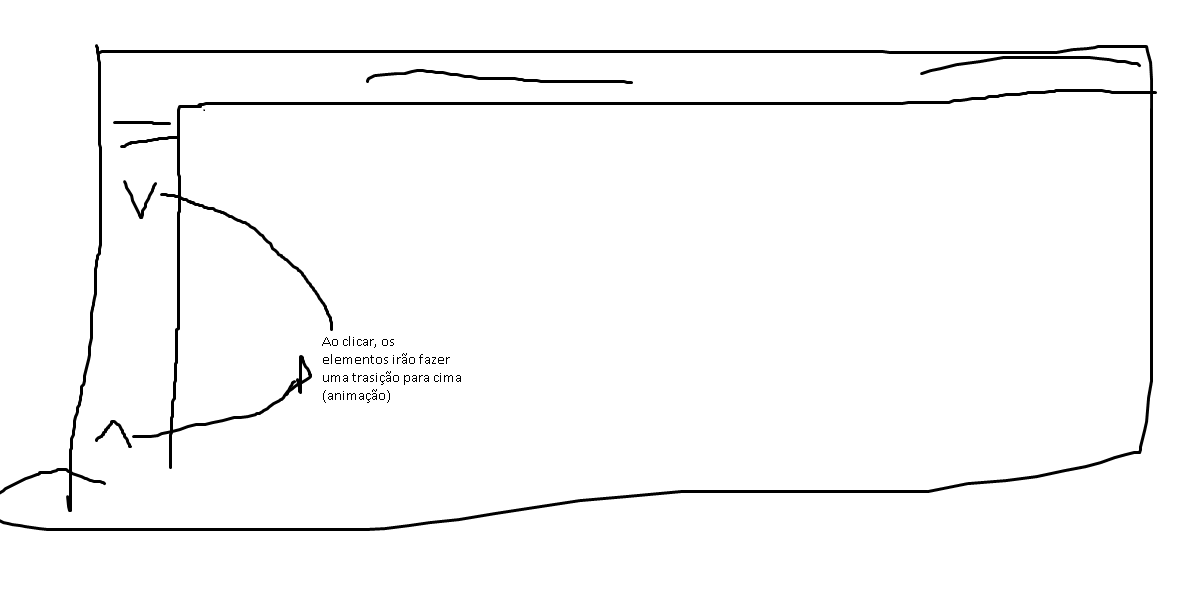 Ao clicar, os
elementos irão fazer
uma trasição para cima
(animação)